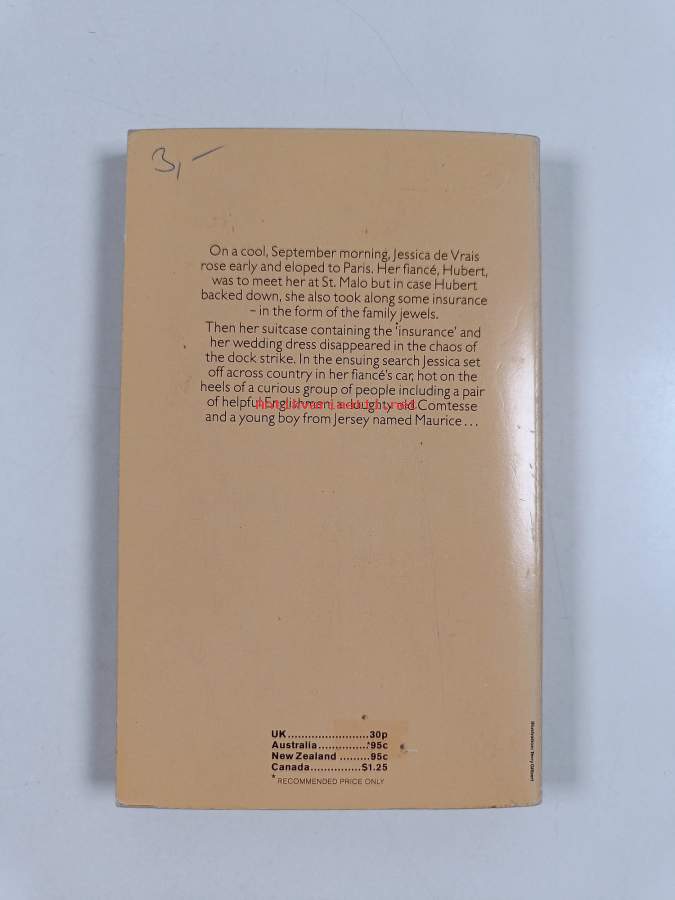 3,-
On a cool, September morning, Jessica de Vrais
rose early and eloped to Paris. Her fiancé, Hubert,
was to meet her at St. Malo but in case Hubert
backed down, she also took along some insurance
– in the form of the family jewels.
Then her suitcase containing the 'insurance' and
her wedding dress disappeared in the chaos of
the dock strike. In the ensuing search Jessica set
off across country in her fiancé's car, hot on the
heels of a curious group of people including a pair
of helpful Englishmen, a naughty old Comtesse
and a young boy from Jersey named Maurice...
UK........................30p
Australia...............*95c
New Zealand .........95c
Canada...............$1.25
*RECOMMENDED PRICE ONLY